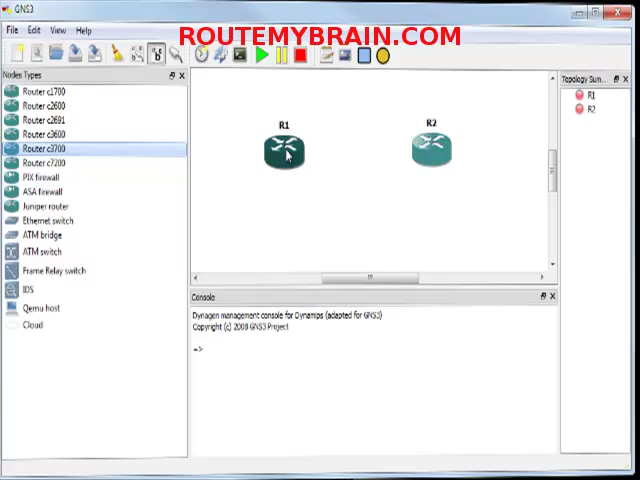 GNS3
File Edit View Help
ROUTEMYBRAIN.COM
Nodes Types
Router c1700
Router c2600
Router c2691
Router c3600
Router c3700
Router c7200
PIX firewall
ASA firewall
Juniper router
Ethernet switch
ATM bridge
ATM switch
Frame Relay switch
IDS
Qemu host
Cloud
R1
R2
Topology Sum...
R1
R2
Console
Dynagen management console for Dynamips (adapted for GNS3)
Copyright (c) 2008 GNS3 Project
=>